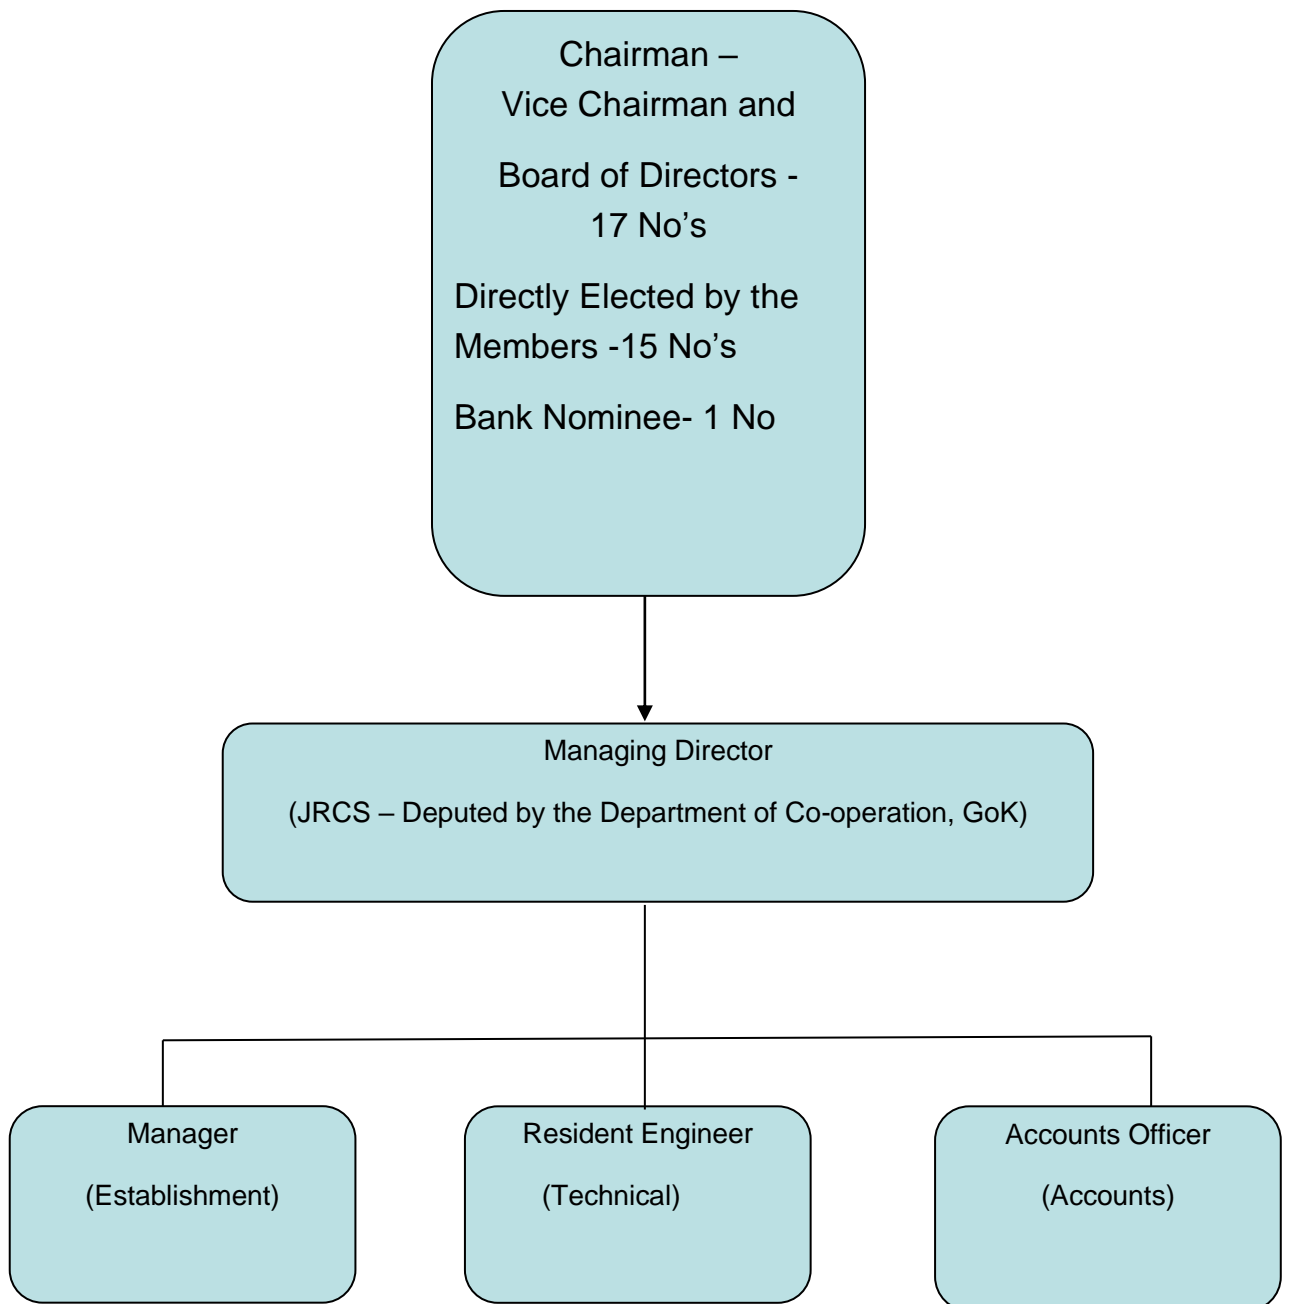 Chairman –
Vice Chairman and
Board of Directors -
17 No’s
Directly Elected by the
Members -15 No’s
Bank Nominee- 1 No
Managing Director
(JRCS – Deputed by the Department of Co-operation, GoK)
Manager
(Establishment)
Resident Engineer
(Technical)
Accounts Officer
(Accounts)